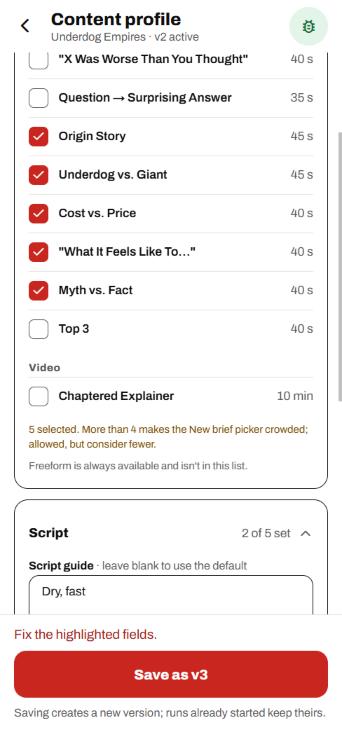 Content profile
Underdog Empires · v2 active
"X Was Worse Than You Thought" 40 s
Question → Surprising Answer 35 s
Origin Story 45 s
Underdog vs. Giant 45 s
Cost vs. Price 40 s
"What It Feels Like To…" 40 s
Myth vs. Fact 40 s
Top 3 40 s
Video
Chaptered Explainer 10 min
5 selected. More than 4 makes the New brief picker crowded;
allowed, but consider fewer.
Freeform is always available and isn't in this list.
Script 2 of 5 set
Script guide · leave blank to use the default
Dry, fast
Fix the highlighted fields.
Save as v3
Saving creates a new version; runs already started keep theirs.